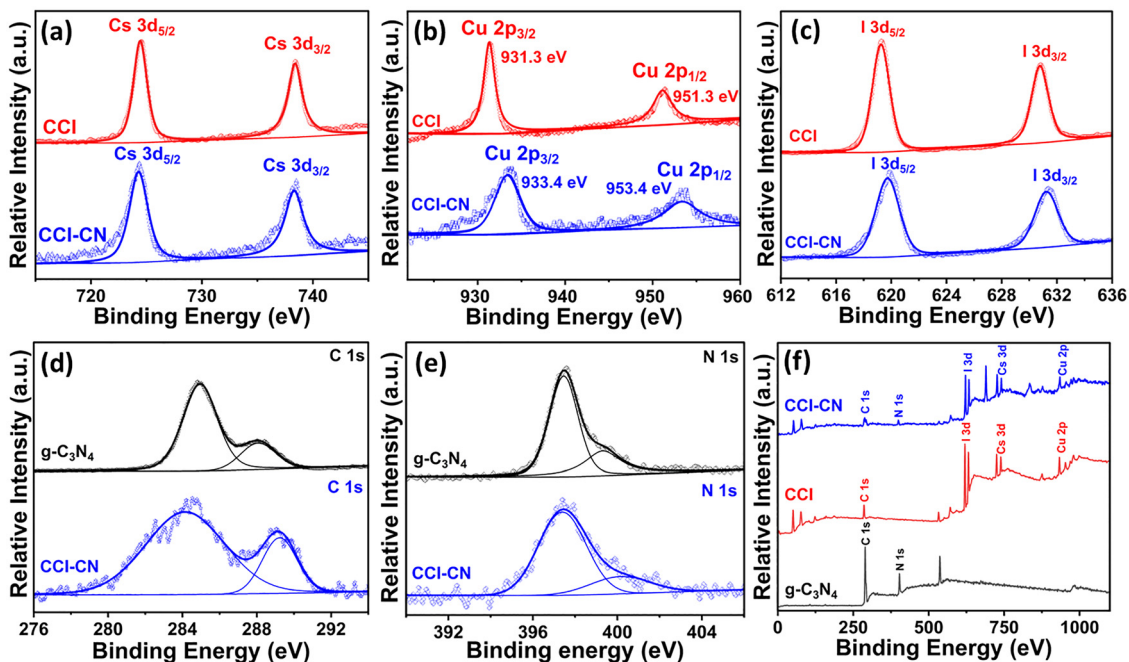 (a)
Cs 3d5/2
Cs 3d3/2
CCI
Cs 3d5/2
Cs 3d3/2
CCI-CN
720 730 740
Binding Energy (eV)
Relative Intensity (a.u.)
(b)
Cu 2p3/2
931.3 eV
Cu 2p1/2
951.3 eV
CCI
Cu 2p3/2
933.4 eV
Cu 2p1/2
953.4 eV
CCI-CN
930 940 950 960
Binding Energy (eV)
Relative Intensity (a.u.)
(c)
I 3d5/2
I 3d3/2
CCI
I 3d5/2
I 3d3/2
CCI-CN
612 616 620 624 628 632 636
Binding Energy (eV)
Relative Intensity (a.u.)
(d)
C 1s
g-C3N4
C 1s
CCI-CN
276 280 284 288 292
Binding Energy (eV)
Relative Intensity (a.u.)
(e)
N 1s
g-C3N4
N 1s
CCI-CN
392 396 400 404
Binding energy (eV)
Relative Intensity (a.u.)
(f)
CCI-CN
C 1s
N 1s
I 3d
Cs 3d
Cu 2p
CCI
C 1s
I 3d
Cs 3d
Cu 2p
g-C3N4
C 1s
N 1s
0 250 500 750 1000
Binding energy (eV)
Relative Intensity (a.u.)